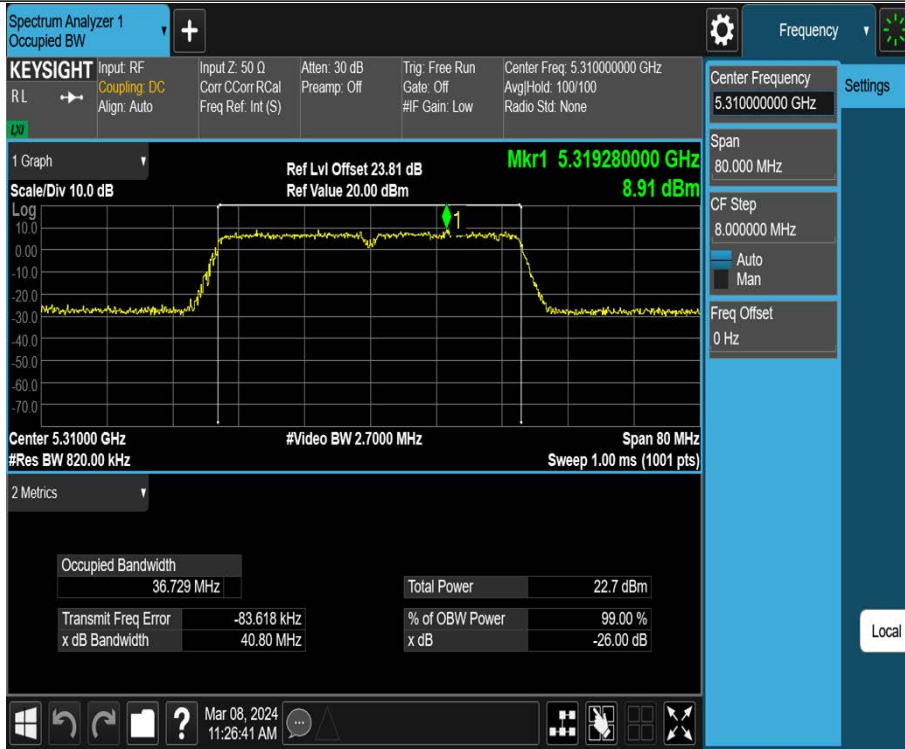 Spectrum Analyzer 1
Occupied BW
+
Frequency
KEYSIGHT
R L
LXI
Input: RF
Coupling: DC
Align: Auto
Input Z: 50 Ω
Corr CCorr RCal
Freq Ref: Int (S)
Atten: 30 dB
Preamp: Off
Trig: Free Run
Gate: Off
#IF Gain: Low
Center Freq: 5.310000000 GHz
Avg|Hold: 100/100
Radio Std: None
Center Frequency
5.310000000 GHz
Settings
Span
80.000 MHz
CF Step
8.000000 MHz
Auto
Man
Freq Offset
0 Hz
1 Graph
Scale/Div 10.0 dB
Ref Lvl Offset 23.81 dB
Ref Value 20.00 dBm
Mkr1 5.319280000 GHz
8.91 dBm
Log
10.0
0.00
-10.0
-20.0
-30.0
-40.0
-50.0
-60.0
-70.0
1
Center 5.31000 GHz
#Res BW 820.00 kHz
#Video BW 2.7000 MHz
Span 80 MHz
Sweep 1.00 ms (1001 pts)
2 Metrics
Occupied Bandwidth
36.729 MHz
Total Power 22.7 dBm
Transmit Freq Error -83.618 kHz
% of OBW Power 99.00 %
x dB Bandwidth 40.80 MHz
x dB -26.00 dB
Local
?
Mar 08, 2024
11:26:41 AM